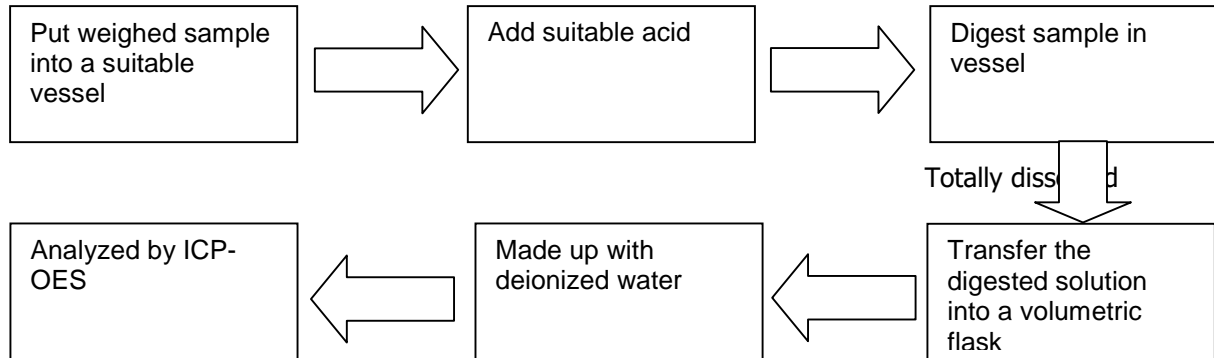 Put weighed sample
into a suitable
vessel
Add suitable acid
Digest sample in
vessel
Totally
Transfer the
digested solution
into a volumetric
flask
Made up with
deionized water
Analyzed by ICP-
OES